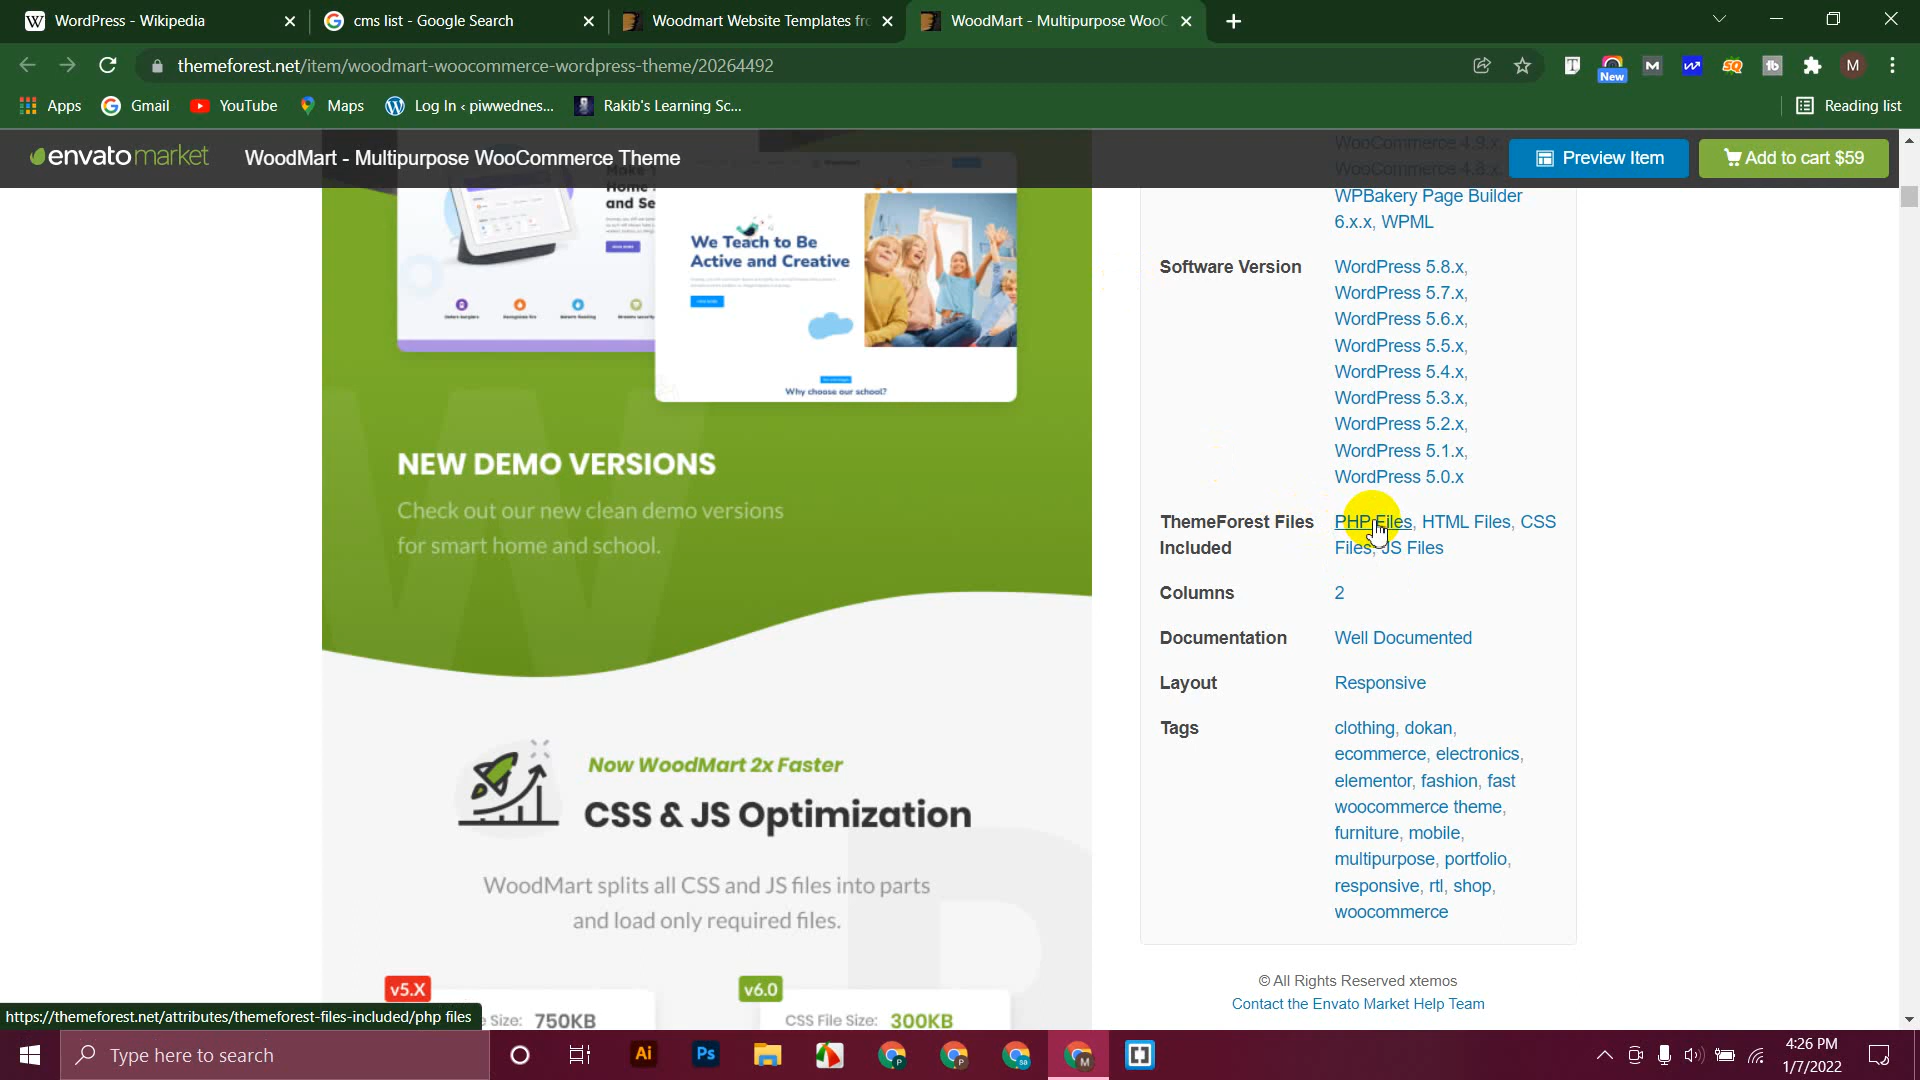 WordPress - Wikipedia
cms list - Google Search
Woodmart Website Templates fr
WoodMart - Multipurpose WooC
themeforest.net/item/woodmart-woocommerce-wordpress-theme/20264492
New
Apps
Gmail
YouTube
Maps
Log In ‹ piwwednes...
Rakib's Learning Sc...
Reading list
envato market
WoodMart - Multipurpose WooCommerce Theme
Preview Item
Add to cart $59
WooCommerce 4.9.x,
WooCommerce 4.8.x,
WPBakery Page Builder
6.x.x, WPML
Home
and Se
We Teach to Be
Active and Creative
Why choose our school?
NEW DEMO VERSIONS
Check out our new clean demo versions
for smart home and school.
Software Version
WordPress 5.8.x,
WordPress 5.7.x,
WordPress 5.6.x,
WordPress 5.5.x,
WordPress 5.4.x,
WordPress 5.3.x,
WordPress 5.2.x,
WordPress 5.1.x,
WordPress 5.0.x
ThemeForest Files
Included
PHP Files, HTML Files, CSS
Files, JS Files
Columns
2
Documentation
Well Documented
Layout
Responsive
Tags
clothing, dokan,
ecommerce, electronics,
elementor, fashion, fast
woocommerce theme,
furniture, mobile,
multipurpose, portfolio,
responsive, rtl, shop,
woocommerce
Now WoodMart 2x Faster
CSS & JS Optimization
WoodMart splits all CSS and JS files into parts
and load only required files.
v5.X
e Size: 750KB
v6.0
CSS File Size: 300KB
© All Rights Reserved xtemos
Contact the Envato Market Help Team
https://themeforest.net/attributes/themeforest-files-included/php files
Type here to search
Ai
Ps
4:26 PM
1/7/2022